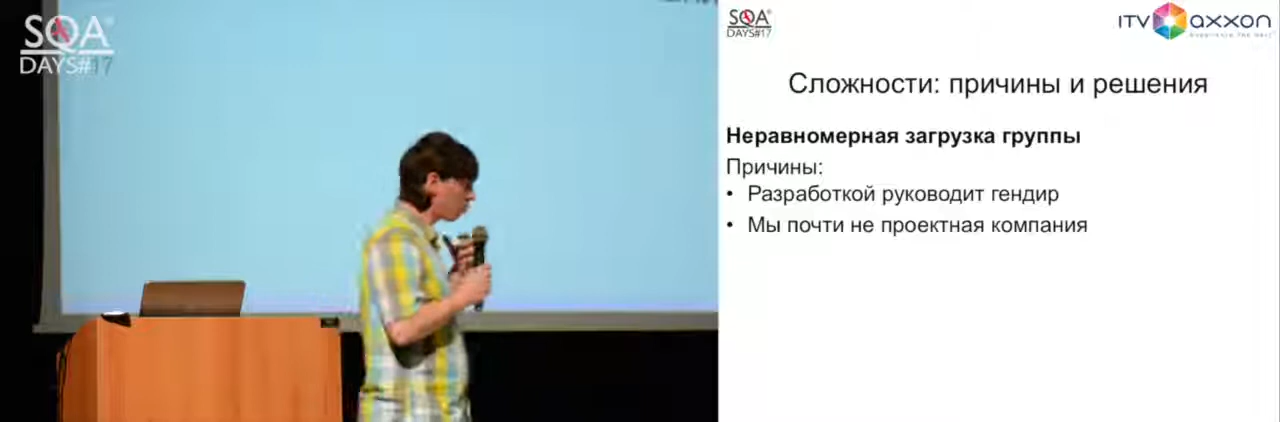 SQA
DAYS#17
SQA
DAYS#17
ITV axxon
Сложности: причины и решения
Неравномерная загрузка группы
Причины:
• Разработкой руководит гендир
• Мы почти не проектная компания